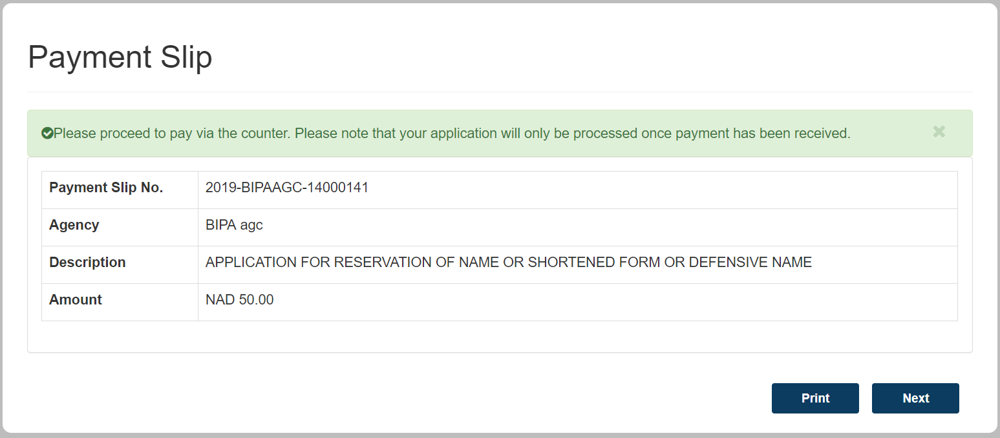 Payment Slip
Please proceed to pay via the counter. Please note that your application will only be processed once payment has been received.
Payment Slip No. 2019-BIPAAGC-14000141
Agency BIPA agc
Description APPLICATION FOR RESERVATION OF NAME OR SHORTENED FORM OR DEFENSIVE NAME
Amount NAD 50.00
Print Next